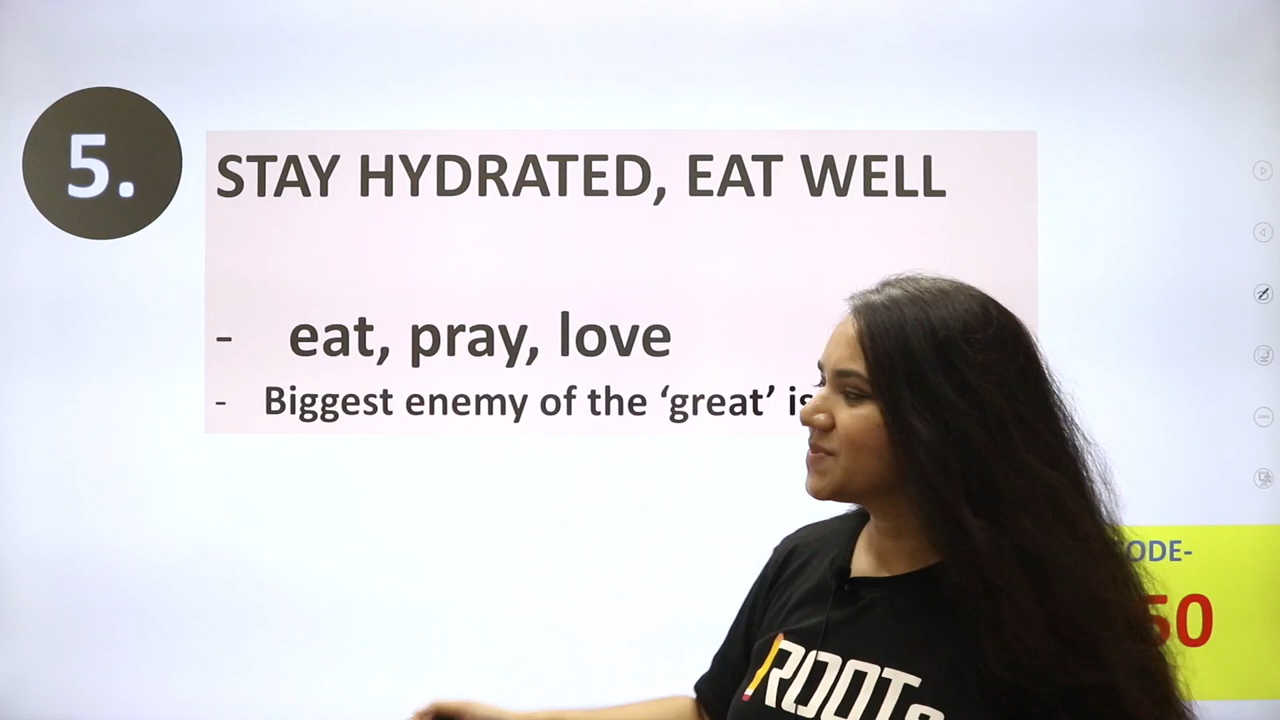 5.
STAY HYDRATED, EAT WELL
- eat, pray, love
- Biggest enemy of the ‘great’ is
ODE-
50
ROOT